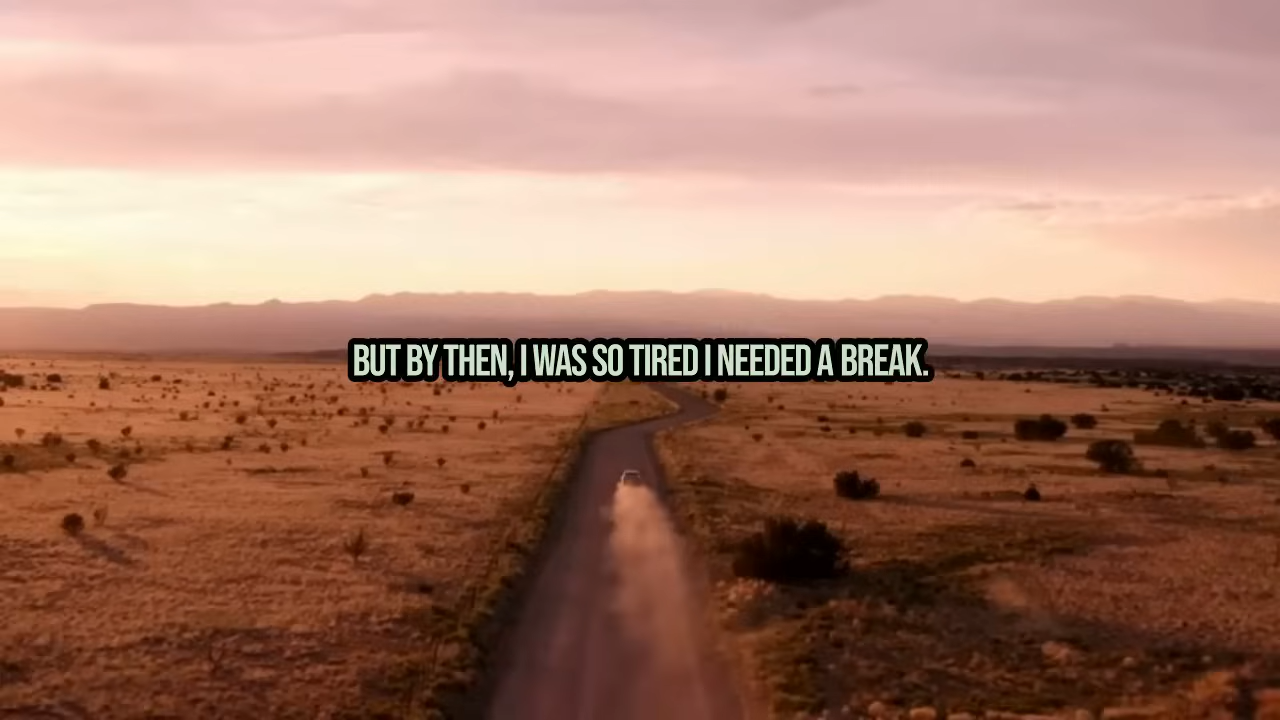 BUT BY THEN, I WAS SO TIRED I NEEDED A BREAK.